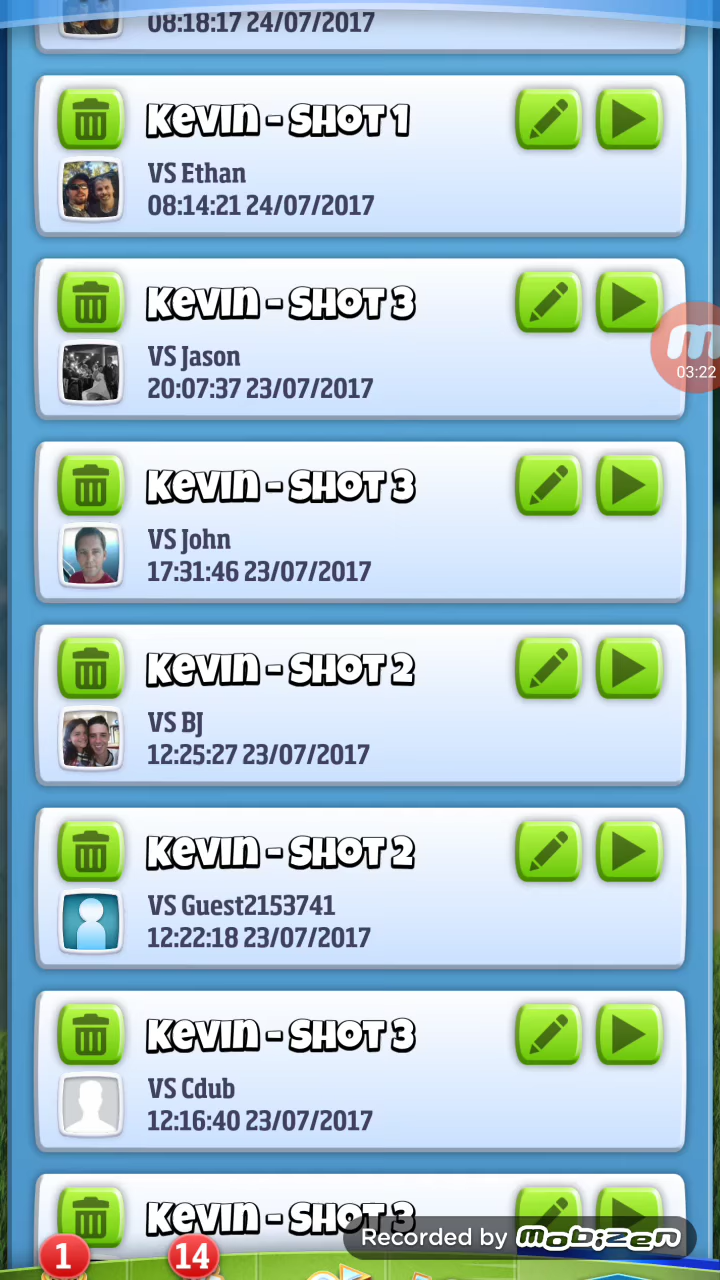 08:18:17 24/07/2017
Kevin - SHOT 1
VS Ethan
08:14:21 24/07/2017
Kevin - SHOT 3
VS Jason
20:07:37 23/07/2017
m
03:22
Kevin - SHOT 3
VS John
17:31:46 23/07/2017
Kevin - SHOT 2
VS BJ
12:25:27 23/07/2017
Kevin - SHOT 2
VS Guest2153741
12:22:18 23/07/2017
Kevin - SHOT 3
VS Cdub
12:16:40 23/07/2017
Kevin - SHOT 3
Recorded by mobizen
1
14